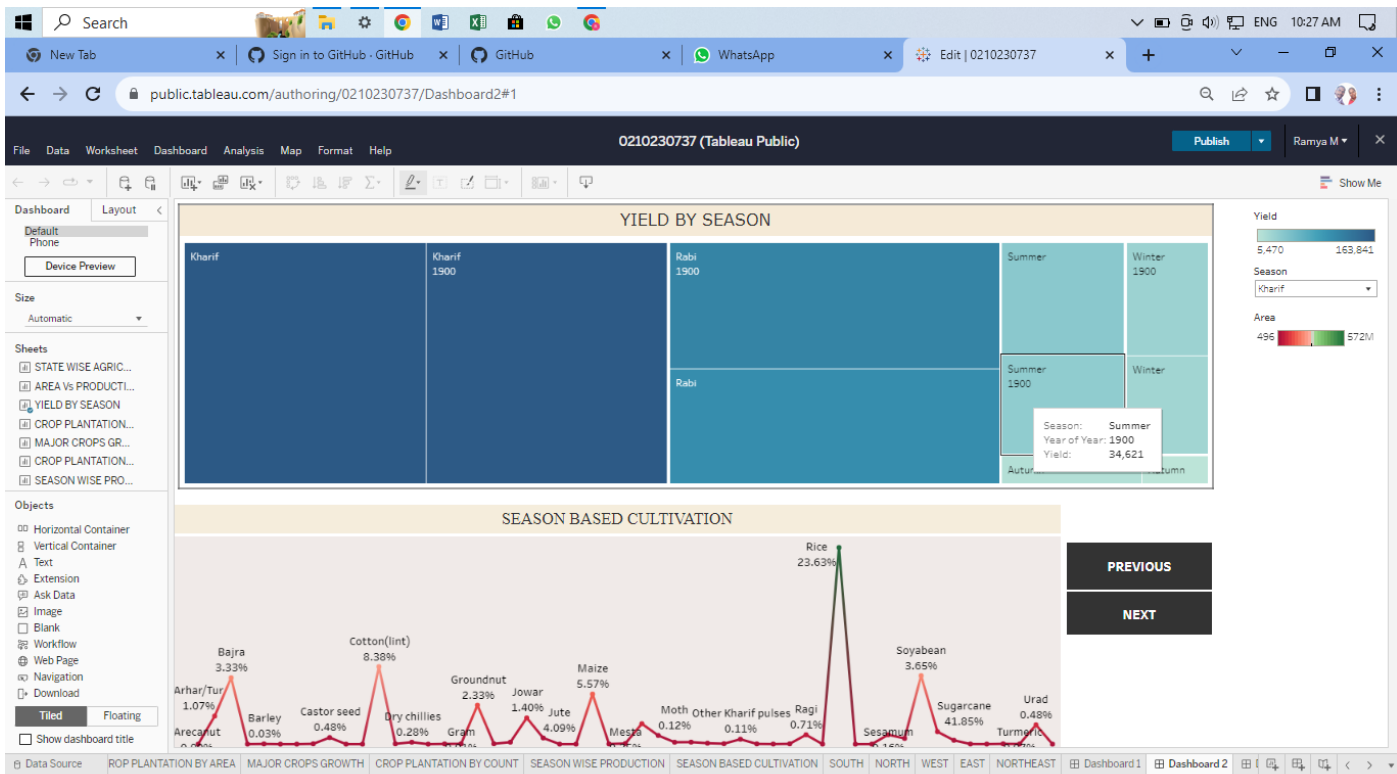 Search
ENG 10:27 AM
New Tab
Sign in to GitHub · GitHub
GitHub
WhatsApp
Edit | 0210230737
public.tableau.com/authoring/0210230737/Dashboard2#1
0210230737 (Tableau Public)
Publish
Ramya M
File Data Worksheet Dashboard Analysis Map Format Help
Show Me
Dashboard Layout
Default
Phone
Device Preview
Size
Automatic
Sheets
STATE WISE AGRIC...
AREA Vs PRODUCTI...
YIELD BY SEASON
CROP PLANTATION...
MAJOR CROPS GR...
CROP PLANTATION...
SEASON WISE PRO...
Objects
Horizontal Container
Vertical Container
Text
Extension
Ask Data
Image
Blank
Workflow
Web Page
Navigation
Download
Tiled Floating
Show dashboard title
YIELD BY SEASON
Kharif
Kharif
1900
Rabi
1900
Rabi
Summer
Winter
1900
Summer
1900
Winter
Season: Summer
Year of Year: 1900
Yield: 34,621
Yield
5,470 163,841
Season
Kharif
Area
496 572M
SEASON BASED CULTIVATION
Rice
23.63%
Cotton(lint)
8.38%
Bajra
3.33%
Soyabean
3.65%
Maize
5.57%
Groundnut
2.33%
Arhar/Tur
1.07%
Jowar
1.40%
Urad
0.48%
Castor seed
0.48%
Jute
4.09%
Moth
0.12%
Other Kharif pulses
0.11%
Ragi
0.71%
Sugarcane
41.85%
Barley
0.03%
Dry chillies
0.28%
Arecanut
Gram
Mesta
Sesamum
Turmeric
PREVIOUS
NEXT
Data Source ROP PLANTATION BY AREA MAJOR CROPS GROWTH CROP PLANTATION BY COUNT SEASON WISE PRODUCTION SEASON BASED CULTIVATION SOUTH NORTH WEST EAST NORTHEAST Dashboard 1 Dashboard 2